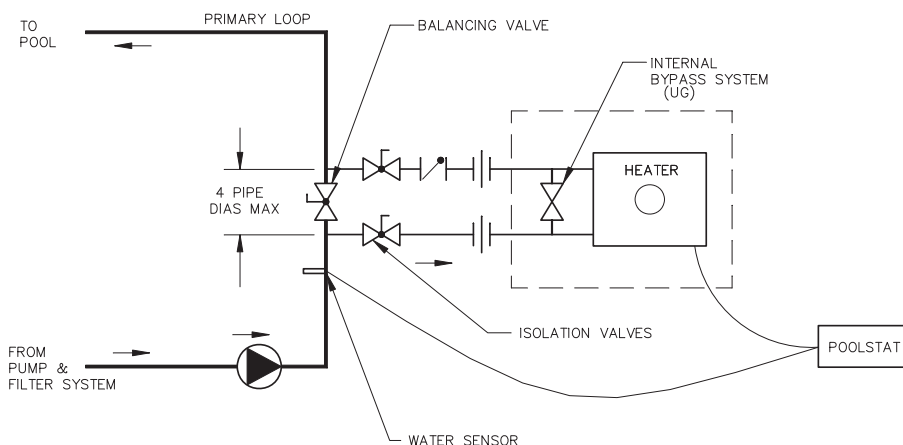 TO
POOL
PRIMARY LOOP
BALANCING VALVE
INTERNAL
BYPASS SYSTEM
(UG)
HEATER
4 PIPE
DIAS MAX
ISOLATION VALVES
POOLSTAT
FROM
PUMP &
FILTER SYSTEM
WATER SENSOR